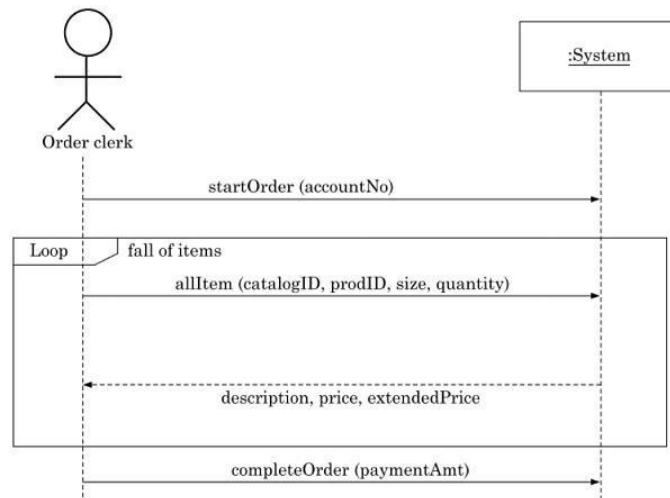 :System
Order clerk
startOrder (accountNo)
Loop fall of items
allItem (catalogID, prodID, size, quantity)
description, price, extendedPrice
completeOrder (paymentAmt)